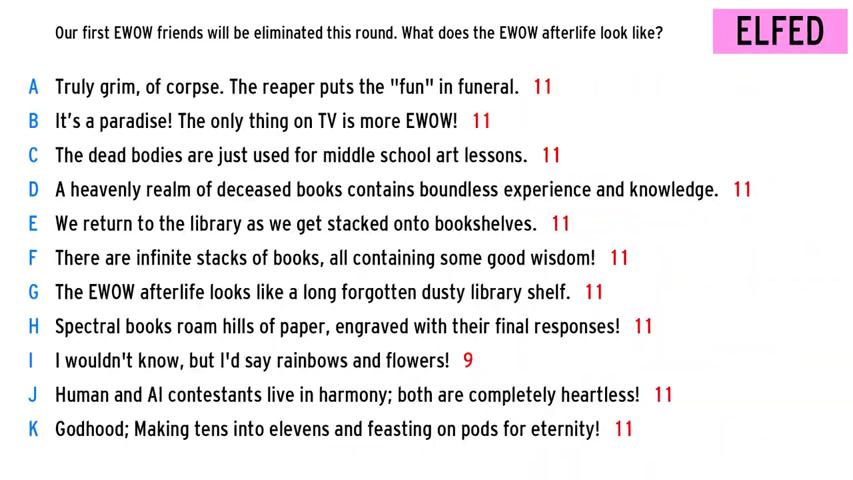 Our first EWOW friends will be eliminated this round. What does the EWOW afterlife look like?
ELFED
A Truly grim, of corpse. The reaper puts the "fun" in funeral. 11
B It's a paradise! The only thing on TV is more EWOW! 11
C The dead bodies are just used for middle school art lessons. 11
D A heavenly realm of deceased books contains boundless experience and knowledge. 11
E We return to the library as we get stacked onto bookshelves. 11
F There are infinite stacks of books, all containing some good wisdom! 11
G The EWOW afterlife looks like a long forgotten dusty library shelf. 11
H Spectral books roam hills of paper, engraved with their final responses! 11
I I wouldn't know, but I'd say rainbows and flowers! 9
J Human and AI contestants live in harmony; both are completely heartless! 11
K Godhood; Making tens into elevens and feasting on pods for eternity! 11